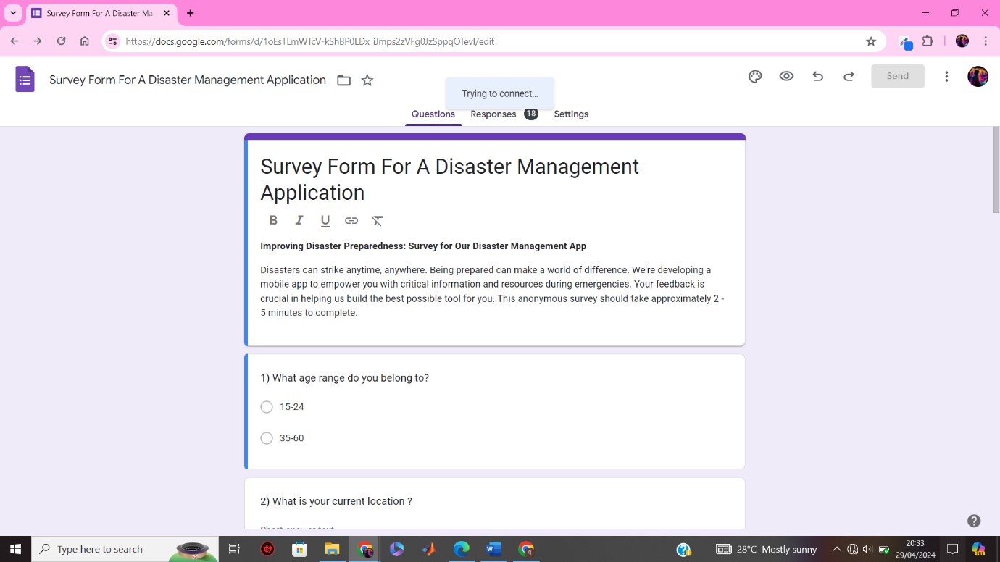 Survey Form For A Disaster Mar
https://docs.google.com/forms/d/1oEsTLmWTcV-kShBP0LDx_iJmps2zVFg0JzSppqOTevI/edit
Survey Form For A Disaster Management Application
Send
Trying to connect...
Questions Responses 18 Settings
Survey Form For A Disaster Management
Application
B I U
Improving Disaster Preparedness: Survey for Our Disaster Management App
Disasters can strike anytime, anywhere. Being prepared can make a world of difference. We're developing a
mobile app to empower you with critical information and resources during emergencies. Your feedback is
crucial in helping us build the best possible tool for you. This anonymous survey should take approximately 2 -
5 minutes to complete.
1) What age range do you belong to?
15-24
35-60
2) What is your current location ?
Short answer text
Type here to search
28°C Mostly sunny
20:33
29/04/2024
PRE